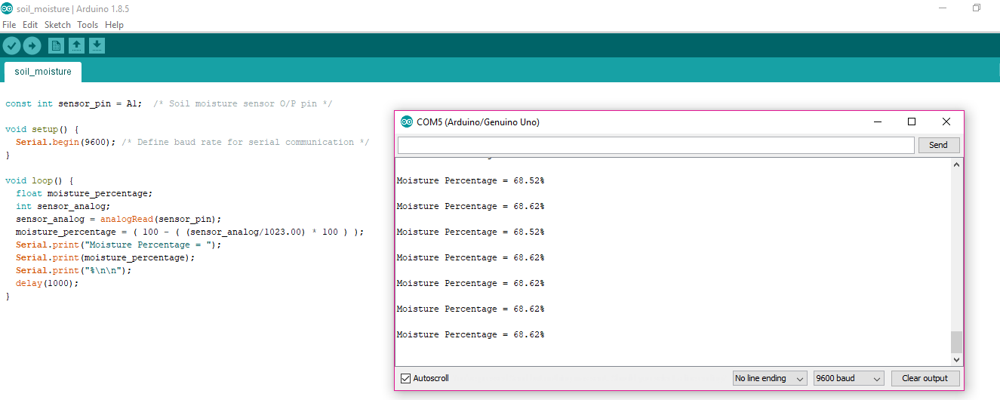 soil_moisture | Arduino 1.8.5
File Edit Sketch Tools Help
soil_moisture
const int sensor_pin = A1;  /* Soil moisture sensor O/P pin */
void setup() {
  Serial.begin(9600); /* Define baud rate for serial communication */
}
void loop() {
  float moisture_percentage;
  int sensor_analog;
  sensor_analog = analogRead(sensor_pin);
  moisture_percentage = ( 100 - ( (sensor_analog/1023.00) * 100 ) );
  Serial.print("Moisture Percentage = ");
  Serial.print(moisture_percentage);
  Serial.print("%\n\n");
  delay(1000);
}
COM5 (Arduino/Genuino Uno)
Send
Moisture Percentage = 68.52%
Moisture Percentage = 68.62%
Moisture Percentage = 68.52%
Moisture Percentage = 68.62%
Moisture Percentage = 68.62%
Moisture Percentage = 68.62%
Moisture Percentage = 68.62%
Autoscroll
No line ending
9600 baud
Clear output